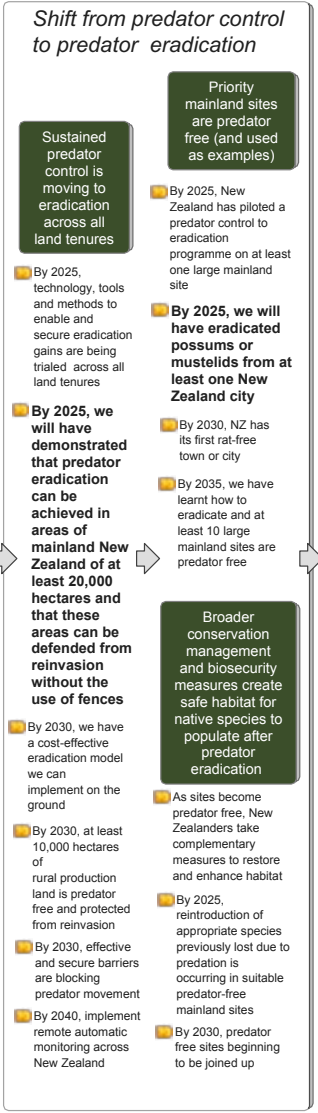 Shift from predator control
to predator eradication
Sustained
predator
control is
moving to
eradication
across all
land tenures
By 2025,
technology, tools
and methods to
enable and
secure eradication
gains are being
trialed across all
land tenures
By 2025, we
will have
demonstrated
that predator
eradication
can be
achieved in
areas of
mainland New
Zealand of at
least 20,000
hectares and
that these
areas can be
defended from
reinvasion
without the
use of fences
By 2030, we have
a cost-effective
eradication model
we can
implement on the
ground
By 2030, at least
10,000 hectares
of
rural production
land is predator
free and protected
from reinvasion
By 2030, effective
and secure barriers
are blocking
predator movement
By 2040, implement
remote automatic
monitoring across
New Zealand
Priority
mainland sites
are predator
free (and used
as examples)
By 2025, New
Zealand has piloted a
predator control to
eradication
programme on at least
one large mainland
site
By 2025, we will
have eradicated
possums or
mustelids from at
least one New
Zealand city
By 2030, NZ has
its first rat-free
town or city
By 2035, we have
learnt how to
eradicate and at
least 10 large
mainland sites are
predator free
Broader
conservation
management
and biosecurity
measures create
safe habitat for
native species to
populate after
predator
eradication
As sites become
predator free, New
Zealanders take
complementary
measures to restore
and enhance habitat
By 2025,
reintroduction of
appropriate species
previously lost due to
predation is
occurring in suitable
predator-free
mainland sites
By 2030, predator
free sites beginning
to be joined up